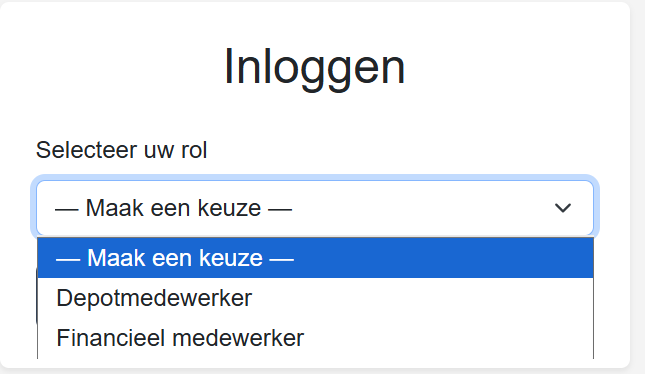 Inloggen
Selecteer uw rol
— Maak een keuze —
— Maak een keuze —
Depotmedewerker
Financieel medewerker